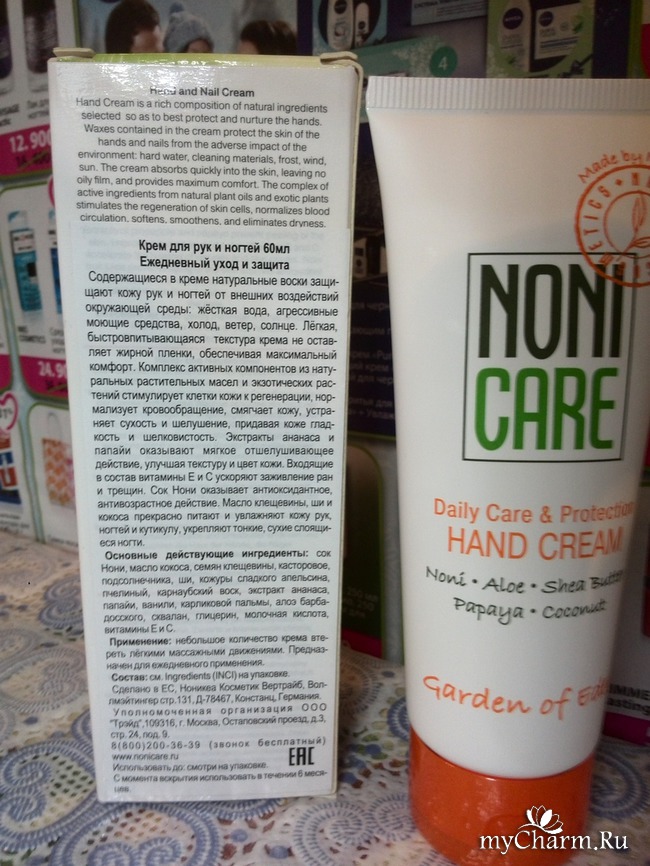 Hand and Nail Cream
Hand Cream is a rich composition of natural ingredients
selected so as to best protect and nurture the hands.
Waxes contained in the cream protect the skin of the
hands and nails from the adverse impact of the
environment: hard water, cleaning materials, frost, wind,
sun. The cream absorbs quickly into the skin, leaving no
oily film, and provides maximum comfort. The complex of
active ingredients from natural plant oils and exotic plants
stimulates the regeneration of skin cells, normalizes blood
circulation, softens, smoothens, and eliminates dryness.
Крем для рук и ногтей 60мл
Ежедневный уход и защита
Содержащиеся в креме натуральные воски защи-
щают кожу рук и ногтей от внешних воздействий
окружающей среды: жёсткая вода, агрессивные
моющие средства, холод, ветер, солнце. Лёгкая,
быстровпитывающаяся текстура крема не остав-
ляет жирной пленки, обеспечивая максимальный
комфорт. Комплекс активных компонентов из нату-
ральных растительных масел и экзотических рас-
тений стимулирует клетки кожи к регенерации, нор-
мализует кровообращение, смягчает кожу, устра-
няет сухость и шелушение, придавая коже глад-
кость и шелковистость. Экстракты ананаса и
папайи оказывают мягкое отшелушивающее
действие, улучшая текстуру и цвет кожи. Входящие
в состав витамины Е и С ускоряют заживление ран
и трещин. Сок Нони оказывает антиоксидантное,
антивозрастное действие. Масло клещевины, ши и
кокоса прекрасно питают и увлажняют кожу рук,
ногтей и кутикулу, укрепляют тонкие, сухие слоящи-
еся ногти.
Основные действующие ингредиенты: сок
Нони, масло кокоса, семян клещевины, касторовое,
подсолнечника, ши, кожуры сладкого апельсина,
пчелиный, карнаубский воск, экстракт ананаса,
папайи, ванили, карликовой пальмы, алоэ барба-
досского, сквалан, глицерин, молочная кислота,
витамины Е и С.
Применение: небольшое количество крема вте-
реть лёгкими массажными движениями. Предназ-
начен для ежедневного применения.
Состав: см. Ingredients (INCI) на упаковке.
Сделано в ЕС, Ноникеа Косметик Вертрайб, Вол-
лмэйтингер стр.131, Д-78467, Констанц, Германия.
Уполномоченная организация ООО
"Трэйд",109316, г. Москва, Остаповский проезд, д.3,
стр. 24, под. 9.
8(800)200-36-39 (звонок бесплатный)
www.nonicare.ru
EAC
Использовать до: смотри на упаковке.
С момента вскрытия использовать в течении 6 меся-
цев.
Made by
NONI
CARE
Daily Care & Protection
HAND CREAM
Noni • Aloe • Shea Butter
Papaya • Coconut
Garden of
12.900
24.900
4
myCharm.Ru